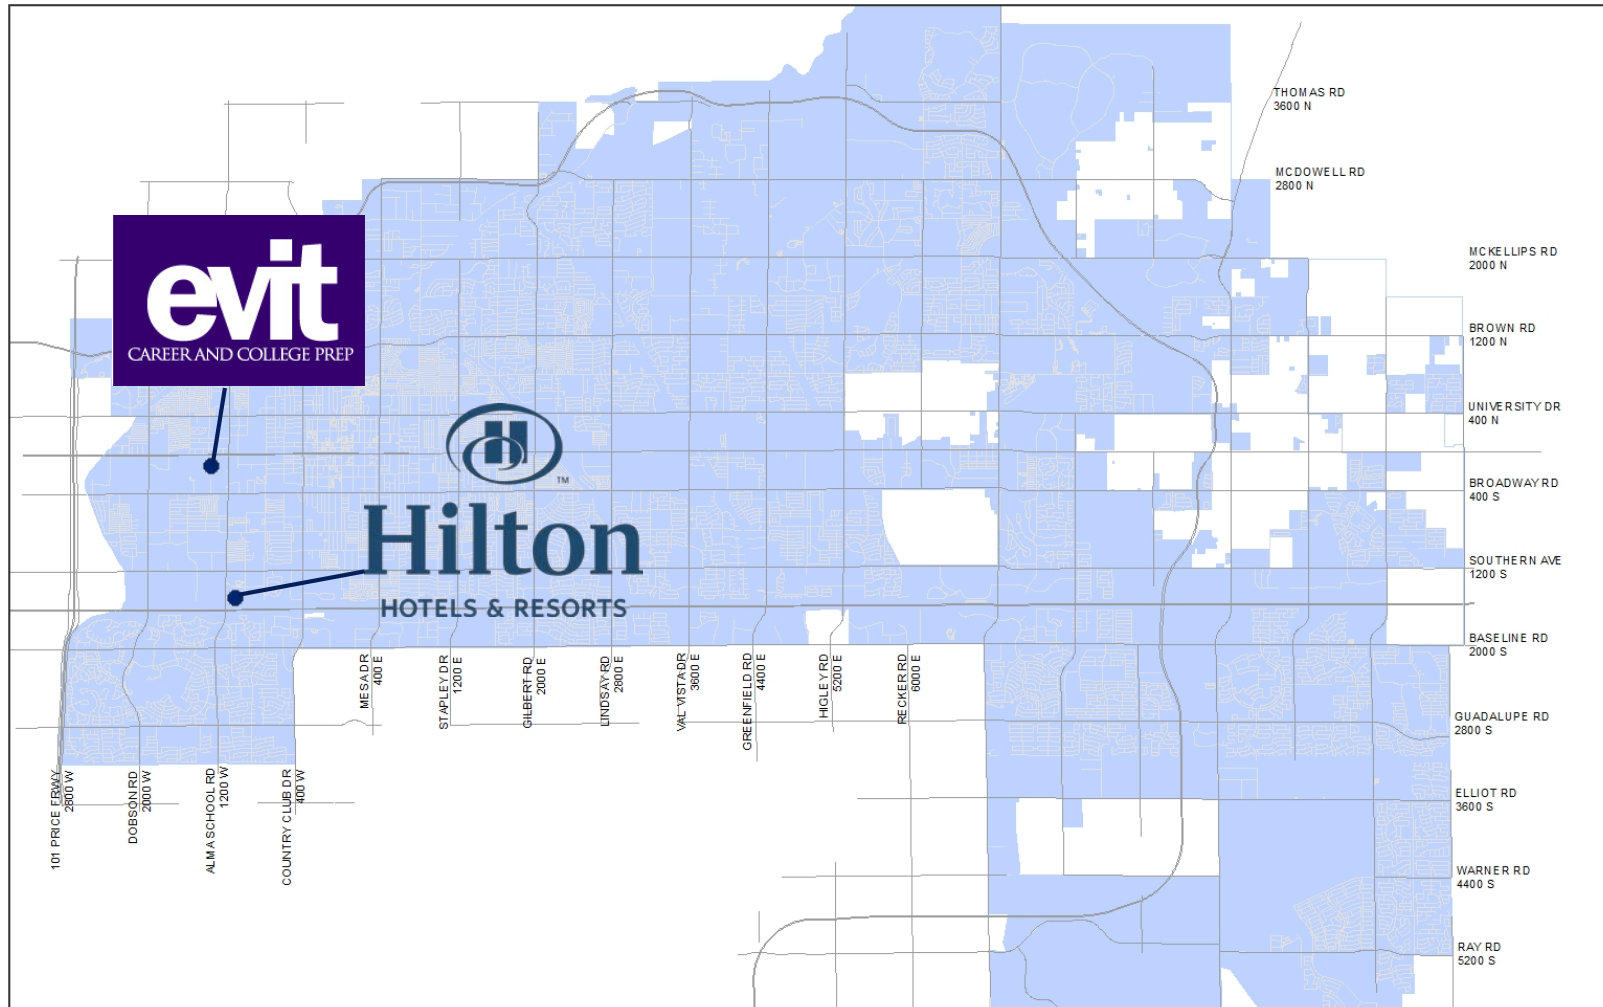 THOMAS RD
3600 N
MCDOWELL RD
2800 N
MCKELLIPS RD
2000 N
evit
CAREER AND COLLEGE PREP
BROWN RD
1200 N
UNIVERSITY DR
400 N
TM
Hilton
HOTELS & RESORTS
BROADWAY RD
400 S
SOUTHERN AVE
1200 S
BASELINE RD
2000 S
MESA DR
400 E
STAPLEY DR
1200 E
GILBERT RD
2000 E
LINDSAY RD
2800 E
VAL VISTA DR
3600 E
GREENFIELD RD
4400 E
HIGLEY RD
5200 E
RECKER RD
6000 E
GUADALUPE RD
2800 S
101 PRICE FRWY
2800 W
DOBSON RD
2000 W
ALMA SCHOOL RD
1200 W
COUNTRY CLUB DR
400 W
ELLIOT RD
3600 S
WARNER RD
4400 S
RAY RD
5200 S